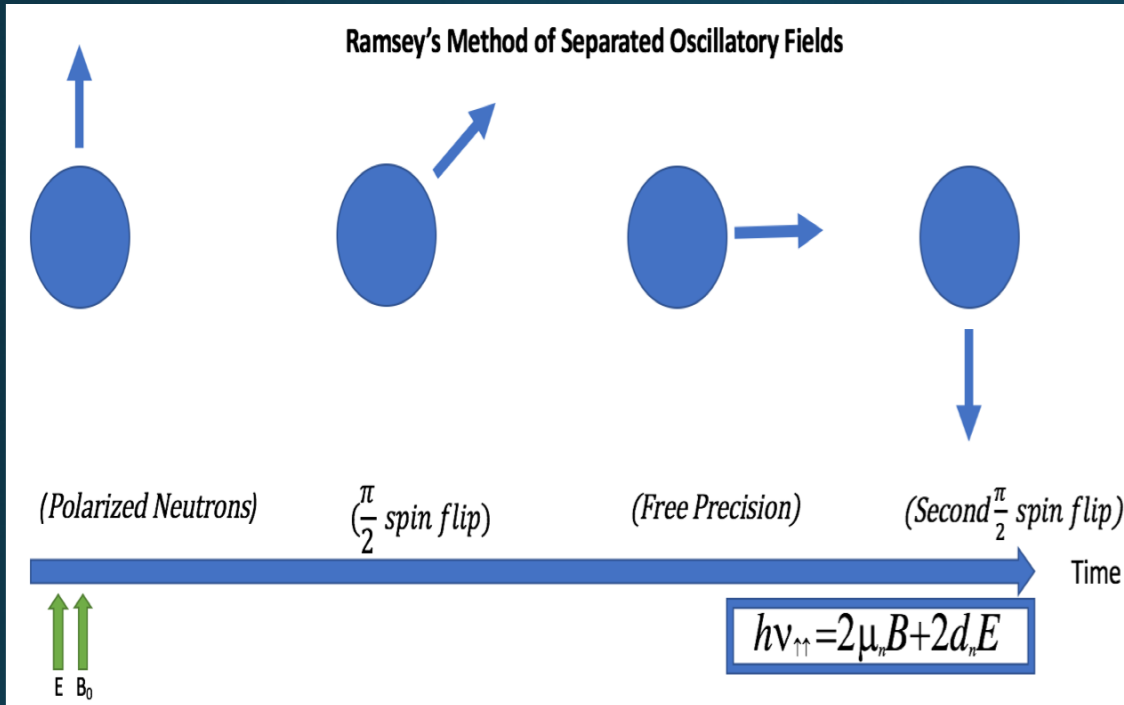 Ramsey's Method of Separated Oscillatory Fields
(Polarized Neutrons)
(π/2 spin flip)
(Free Precision)
(Second π/2 spin flip)
Time
hν↑↑=2μₙB+2dₙE
E B₀